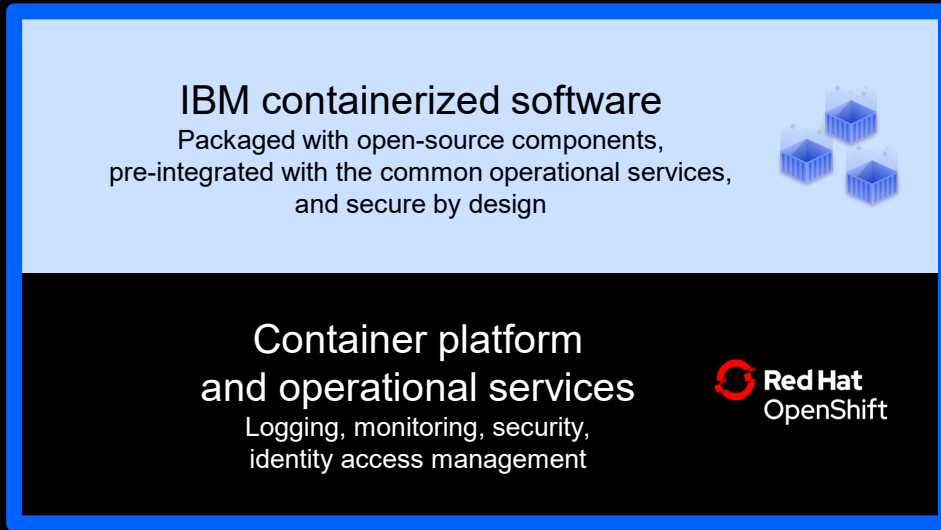 IBM containerized software
Packaged with open-source components,
pre-integrated with the common operational services,
and secure by design
Container platform
and operational services
Logging, monitoring, security,
identity access management
Red Hat
OpenShift